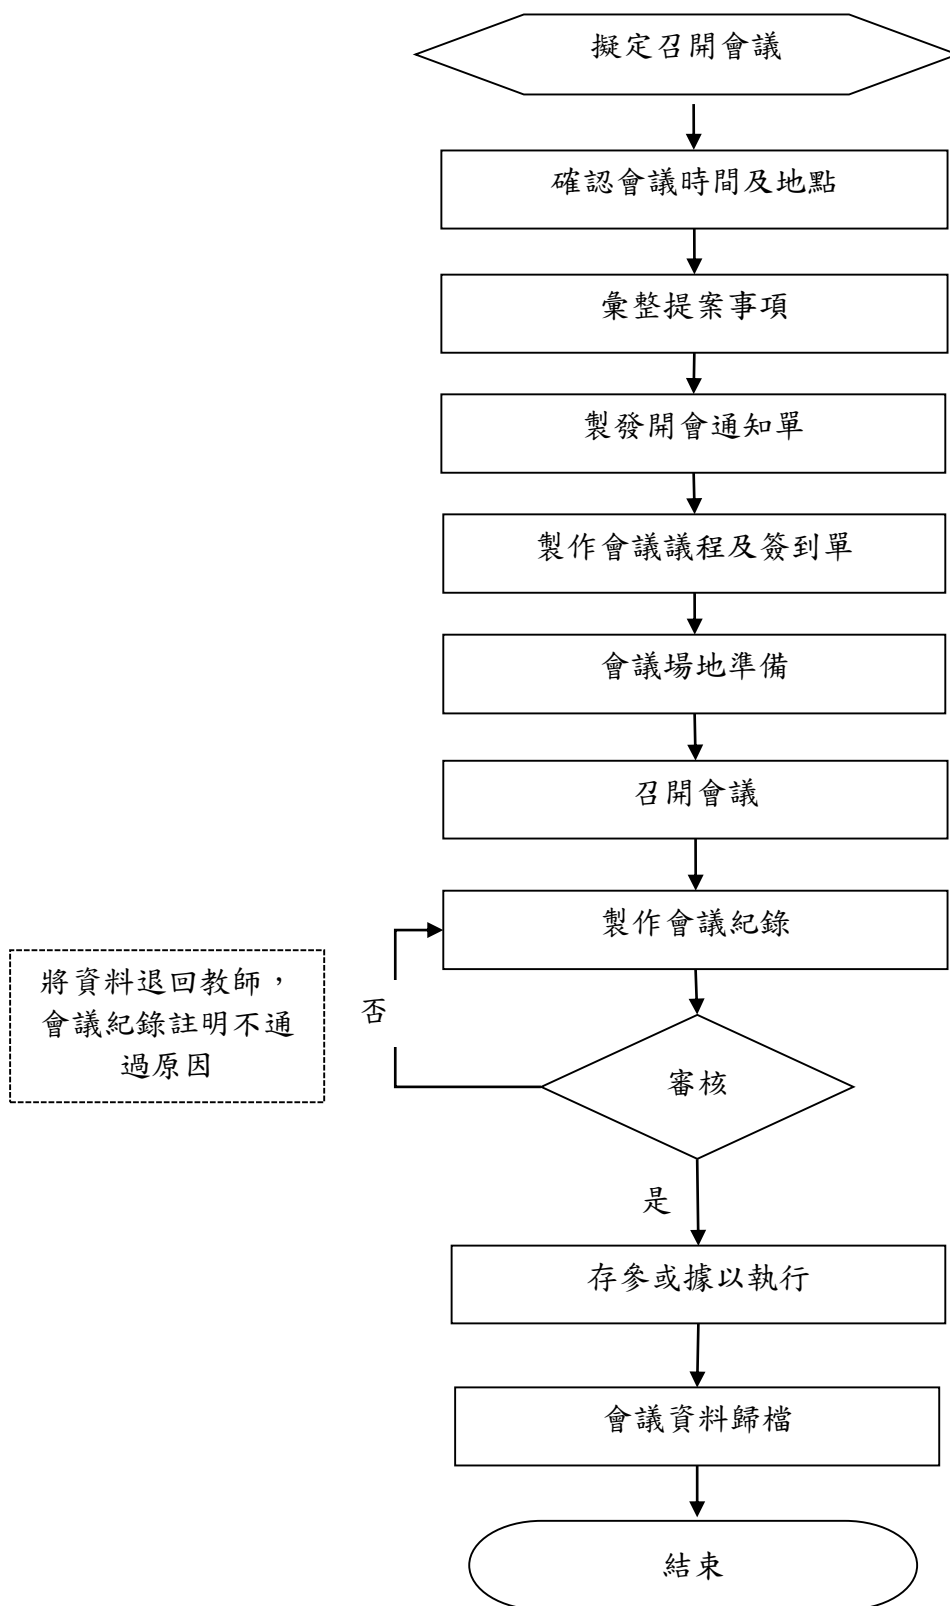 擬定召開會議
確認會議時間及地點
彙整提案事項
製發開會通知單
製作會議議程及簽到單
會議場地準備
召開會議
製作會議紀錄
將資料退回教師，
會議紀錄註明不通
過原因
否
審核
是
存參或據以執行
會議資料歸檔
結束